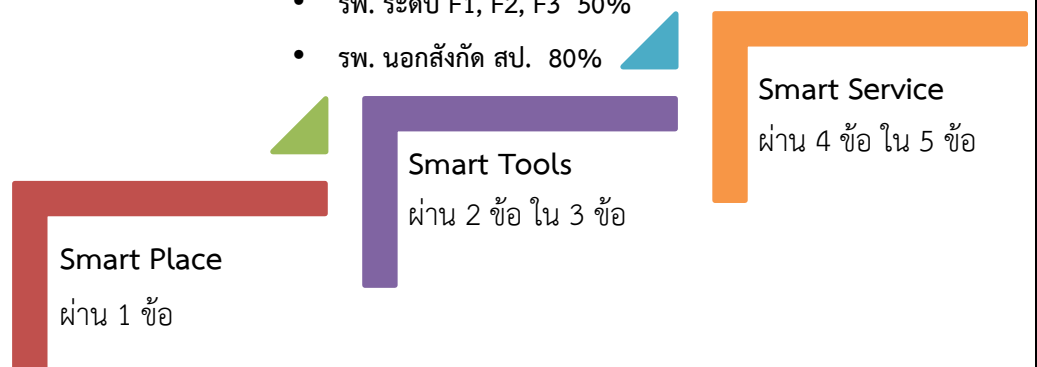 • รพ. ระดับ F1, F2, F3 50%
• รพ. นอกสังกัด สป. 80%
Smart Service
ผ่าน 4 ข้อ ใน 5 ข้อ
Smart Tools
ผ่าน 2 ข้อ ใน 3 ข้อ
Smart Place
ผ่าน 1 ข้อ